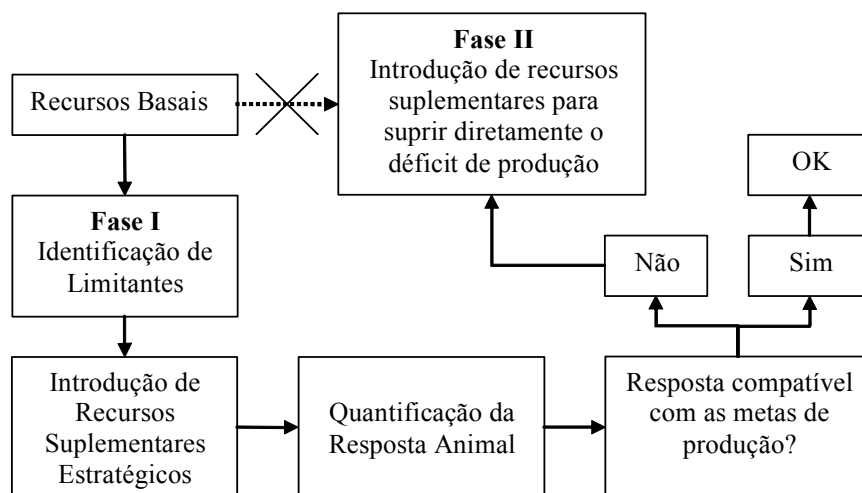 Recursos Basais
Fase II
Introdução de recursos
suplementares para
suprir diretamente o
déficit de produção
OK
Fase I
Identificação de
Limitantes
Não
Sim
Introdução de
Recursos
Suplementares
Estratégicos
Quantificação da
Resposta Animal
Resposta compatível
com as metas de
produção?